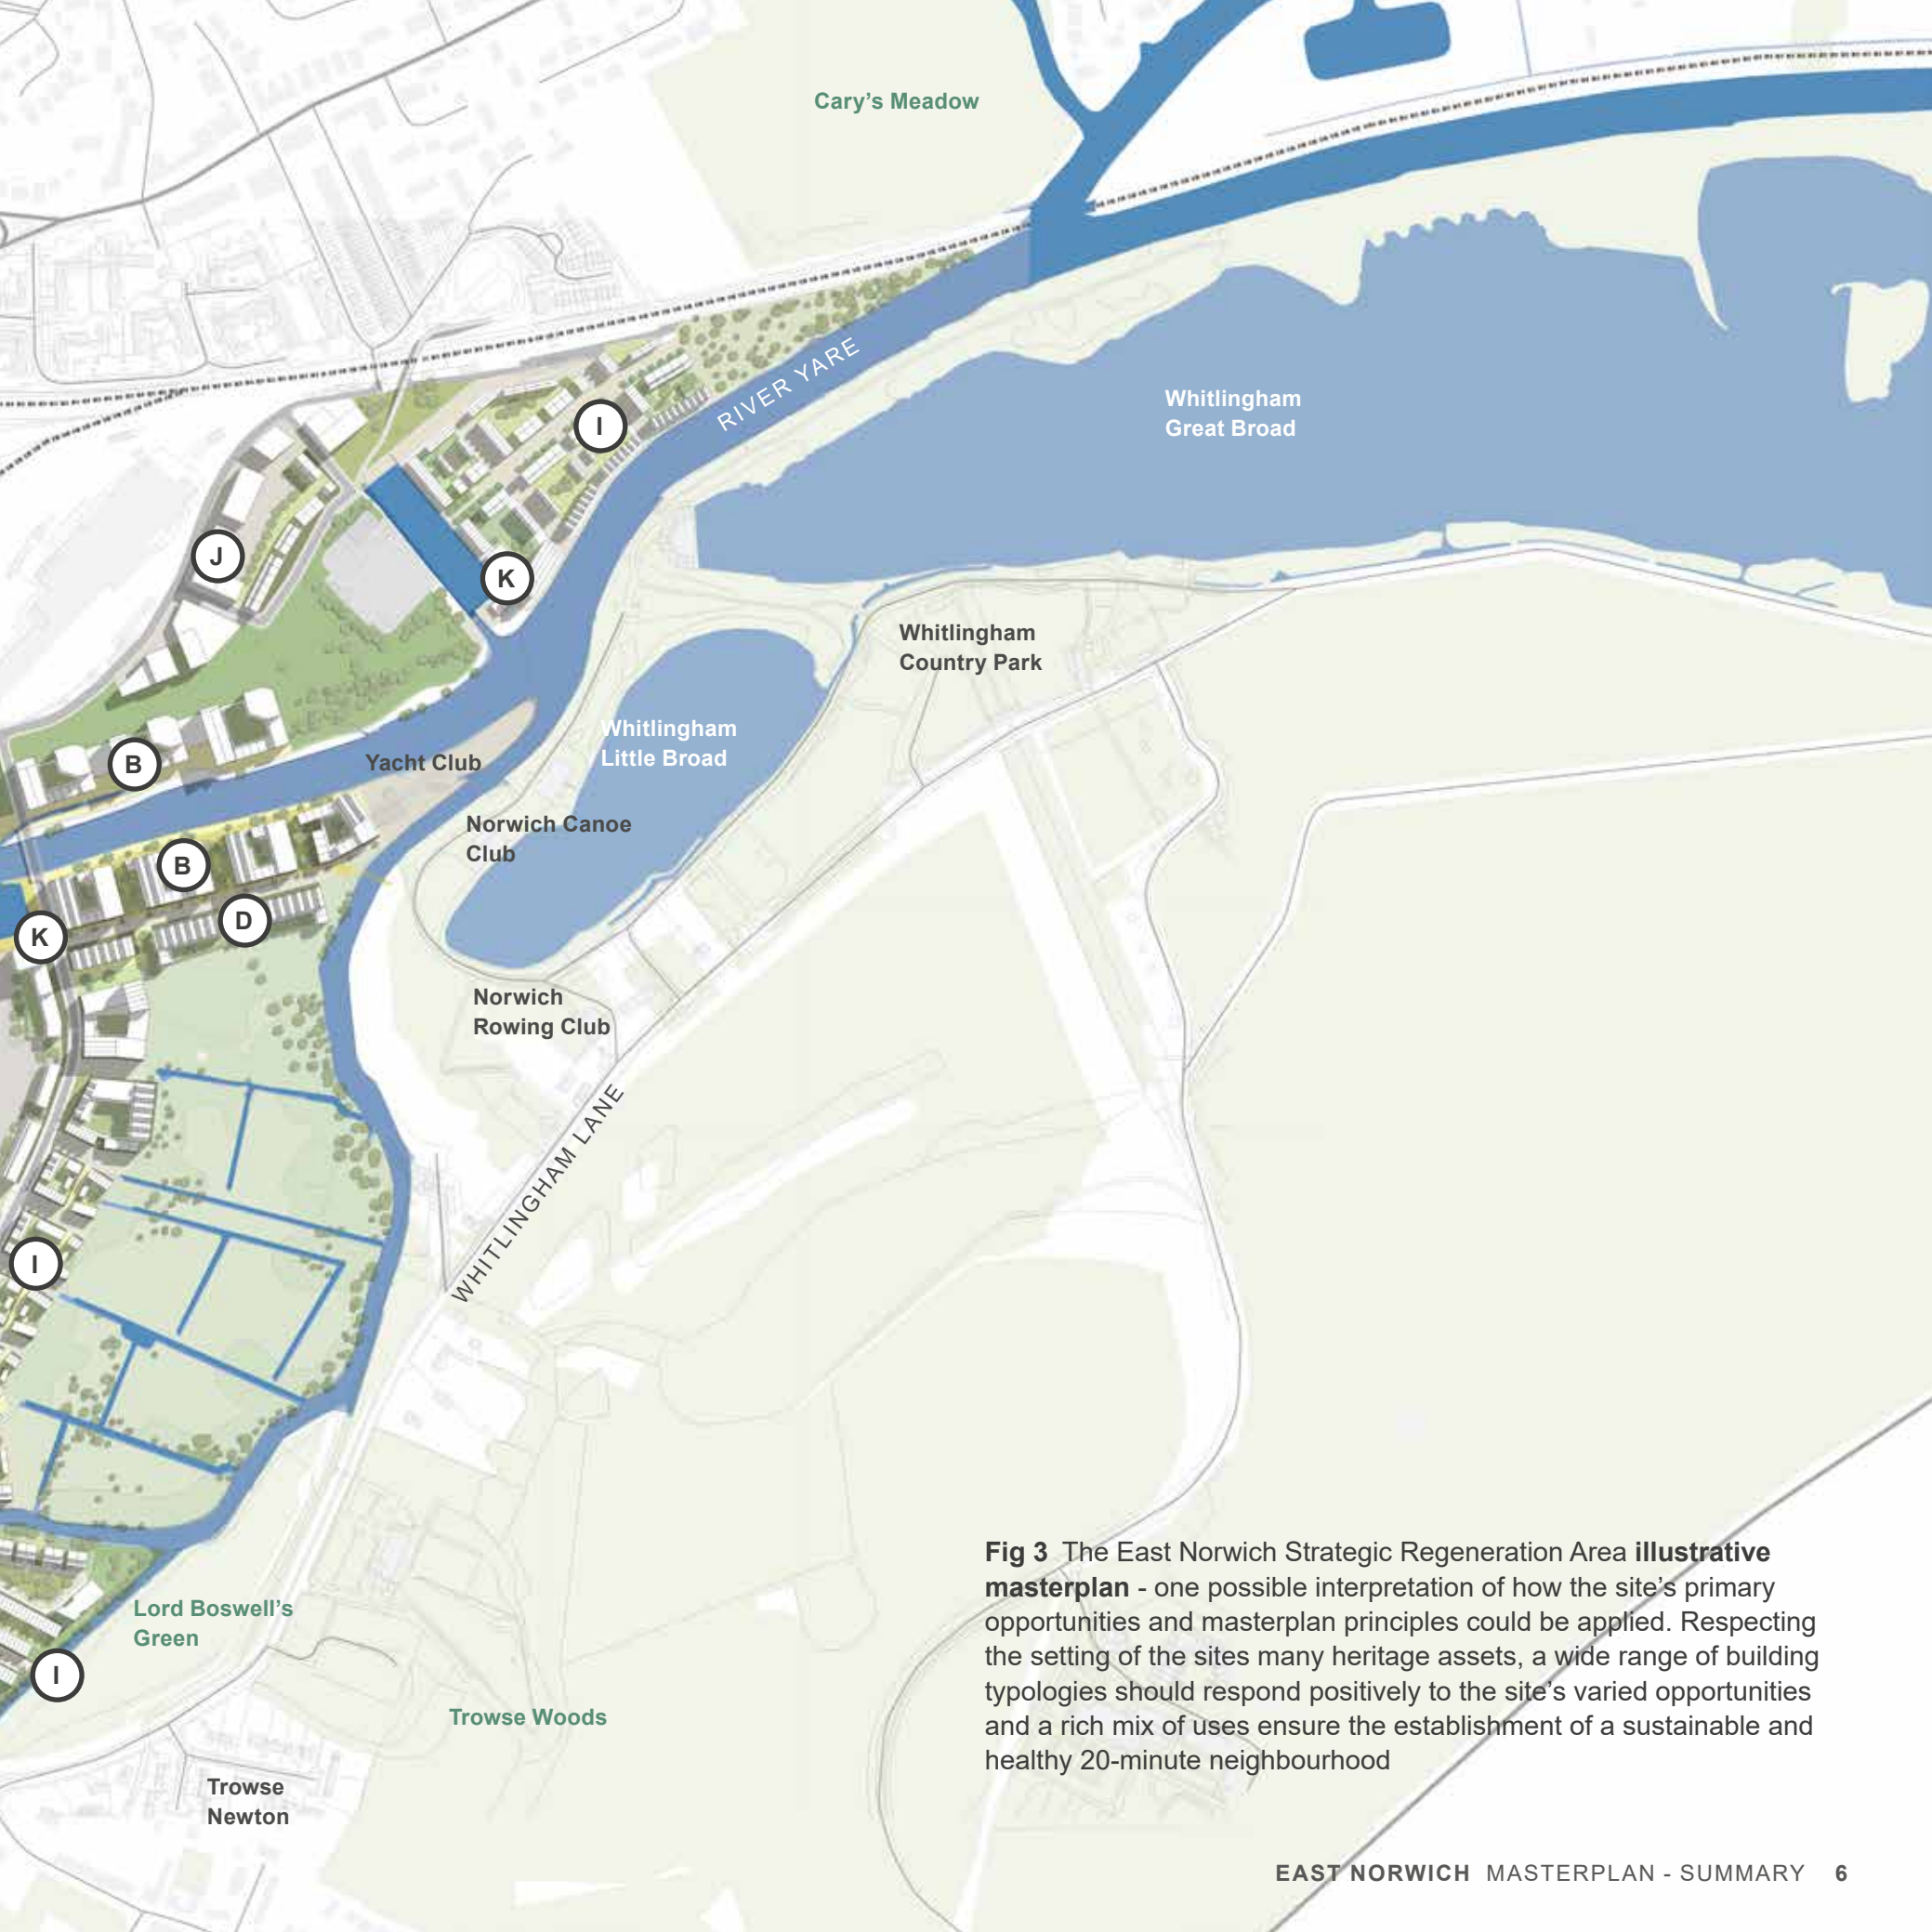 Cary's Meadow
RIVER YARE
Whitlingham
Great Broad
I
J
K
Whitlingham
Country Park
Whitlingham
Little Broad
B
Yacht Club
Norwich Canoe
Club
B
D
K
Norwich
Rowing Club
WHITLINGHAM LANE
I
Lord Boswell's
Green
I
Trowse Woods
Trowse
Newton
Fig 3 The East Norwich Strategic Regeneration Area illustrative
masterplan - one possible interpretation of how the site's primary
opportunities and masterplan principles could be applied. Respecting
the setting of the sites many heritage assets, a wide range of building
typologies should respond positively to the site's varied opportunities
and a rich mix of uses ensure the establishment of a sustainable and
healthy 20-minute neighbourhood
EAST NORWICH MASTERPLAN - SUMMARY 6